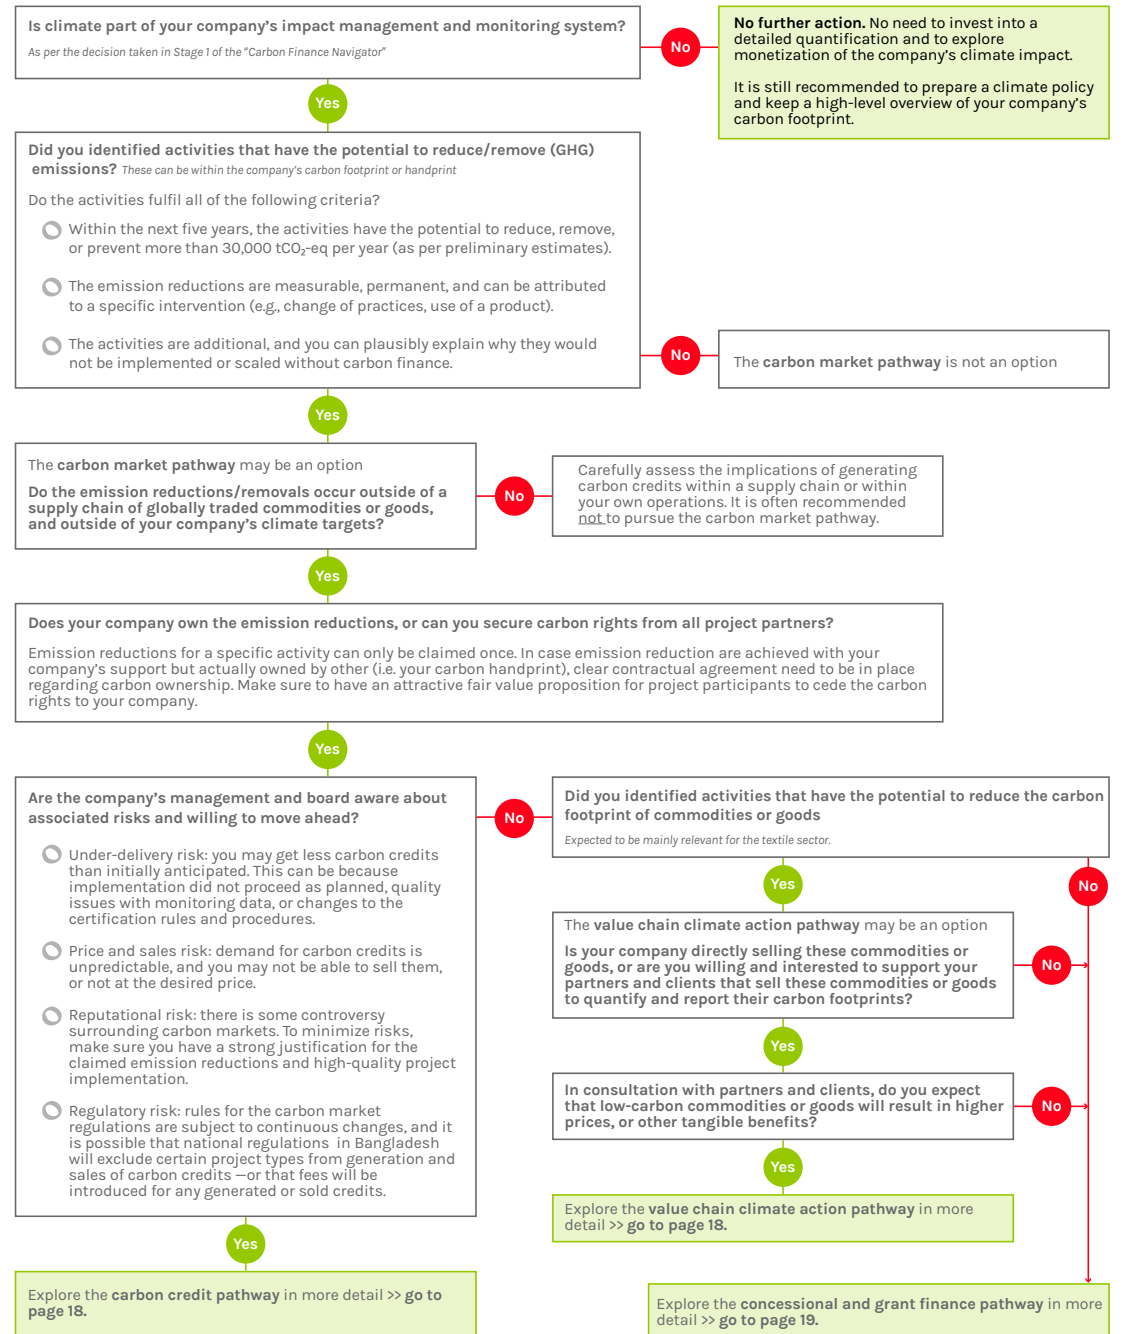 Is climate part of your company's impact management and monitoring system?
As per the decision taken in Stage 1 of the "Carbon Finance Navigator"
No
No further action. No need to invest into a
detailed quantification and to explore
monetization of the company's climate impact.
It is still recommended to prepare a climate policy
and keep a high-level overview of your company's
carbon footprint.
Yes
Did you identified activities that have the potential to reduce/remove (GHG)
emissions? These can be within the company's carbon footprint or handprint
Do the activities fulfil all of the following criteria?
Within the next five years, the activities have the potential to reduce, remove,
or prevent more than 30,000 tCO₂-eq per year (as per preliminary estimates).
The emission reductions are measurable, permanent, and can be attributed
to a specific intervention (e.g., change of practices, use of a product).
The activities are additional, and you can plausibly explain why they would
not be implemented or scaled without carbon finance.
No
The carbon market pathway is not an option
Yes
The carbon market pathway may be an option
Do the emission reductions/removals occur outside of a
supply chain of globally traded commodities or goods,
and outside of your company's climate targets?
No
Carefully assess the implications of generating
carbon credits within a supply chain or within
your own operations. It is often recommended
not to pursue the carbon market pathway.
Yes
Does your company own the emission reductions, or can you secure carbon rights from all project partners?
Emission reductions for a specific activity can only be claimed once. In case emission reduction are achieved with your
company's support but actually owned by other (i.e. your carbon handprint), clear contractual agreement need to be in place
regarding carbon ownership. Make sure to have an attractive fair value proposition for project participants to cede the carbon
rights to your company.
Yes
Are the company's management and board aware about
associated risks and willing to move ahead?
Under-delivery risk: you may get less carbon credits
than initially anticipated. This can be because
implementation did not proceed as planned, quality
issues with monitoring data, or changes to the
certification rules and procedures.
Price and sales risk: demand for carbon credits is
unpredictable, and you may not be able to sell them,
or not at the desired price.
Reputational risk: there is some controversy
surrounding carbon markets. To minimize risks,
make sure you have a strong justification for the
claimed emission reductions and high-quality project
implementation.
Regulatory risk: rules for the carbon market
regulations are subject to continuous changes, and it
is possible that national regulations in Bangladesh
will exclude certain project types from generation and
sales of carbon credits —or that fees will be
introduced for any generated or sold credits.
No
Did you identified activities that have the potential to reduce the carbon
footprint of commodities or goods
Expected to be mainly relevant for the textile sector.
Yes
No
The value chain climate action pathway may be an option
Is your company directly selling these commodities or
goods, or are you willing and interested to support your
partners and clients that sell these commodities or goods
to quantify and report their carbon footprints?
No
Yes
In consultation with partners and clients, do you expect
that low-carbon commodities or goods will result in higher
prices, or other tangible benefits?
No
Yes
Explore the value chain climate action pathway in more
detail >> go to page 18.
Yes
Explore the carbon credit pathway in more detail >> go to
page 18.
Explore the concessional and grant finance pathway in more
detail >> go to page 19.